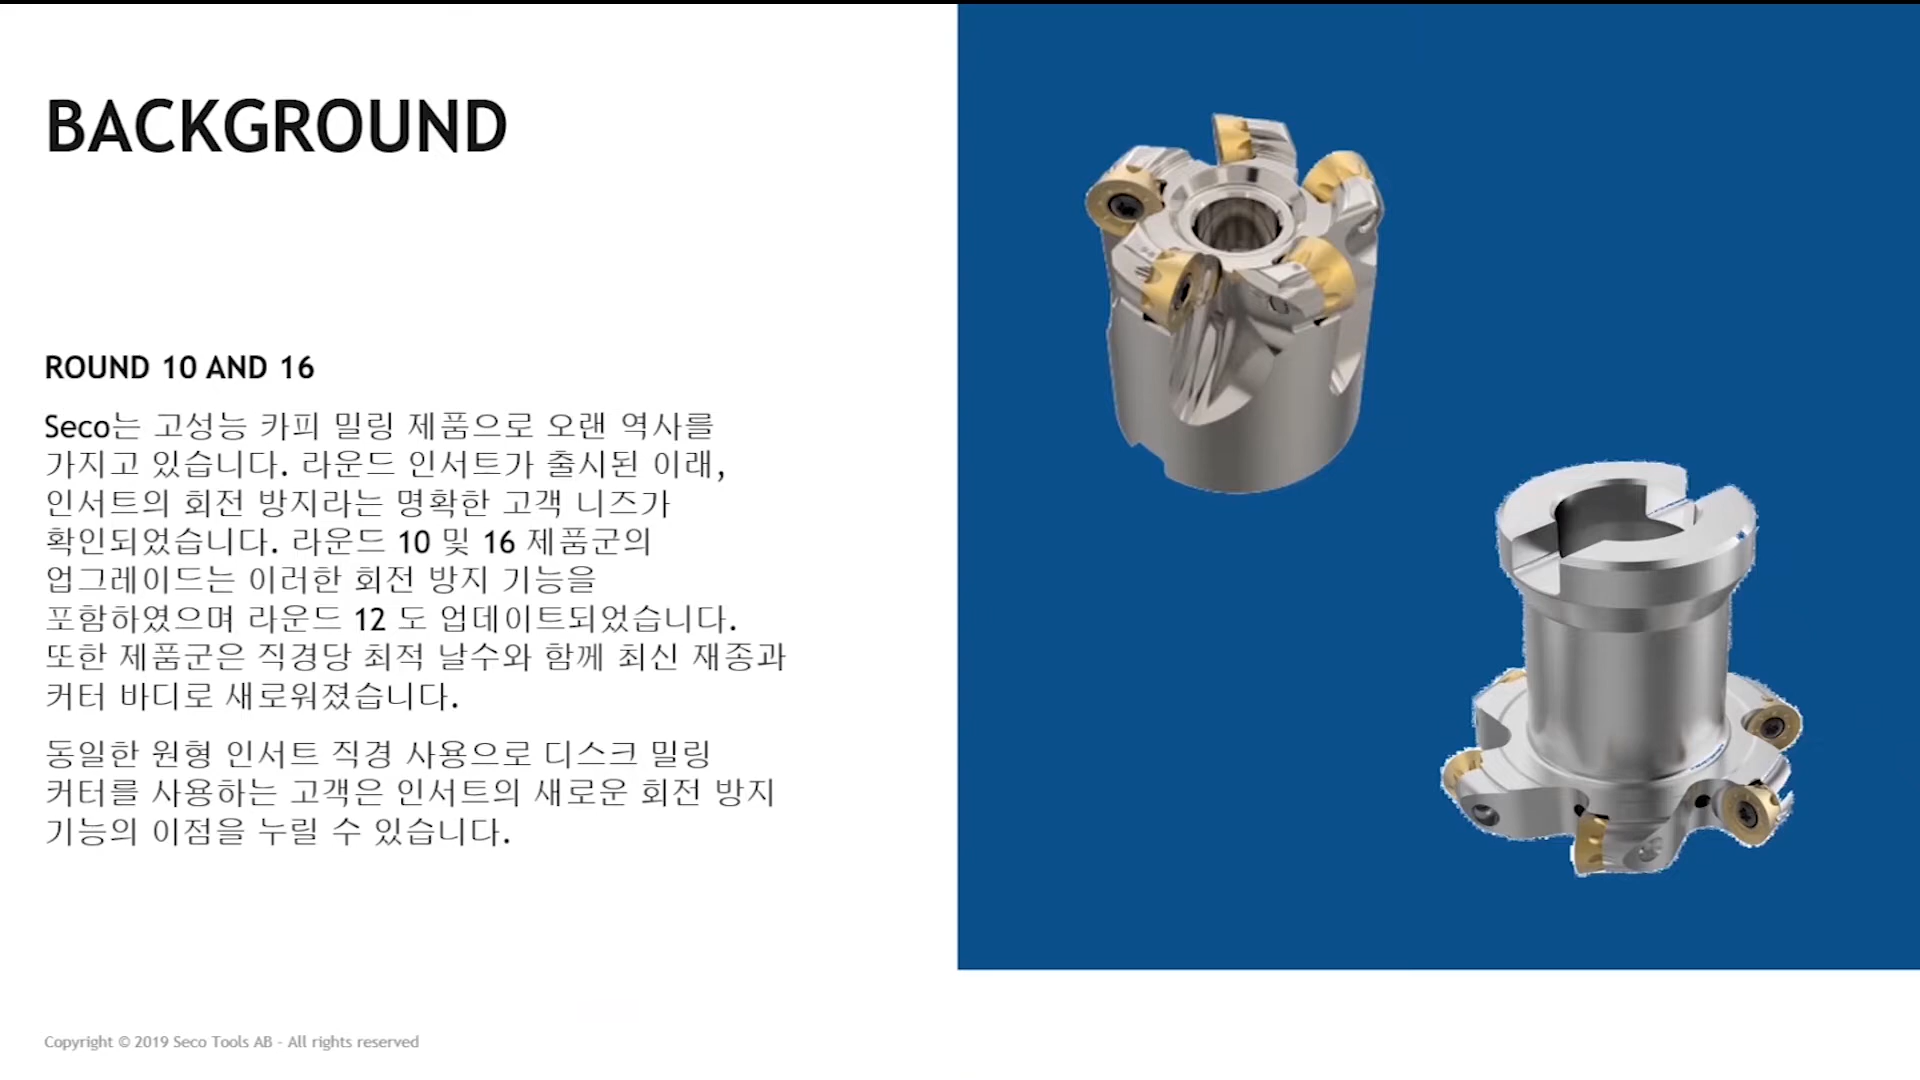 BACKGROUND
ROUND 10 AND 16
Seco는 고성능 카피 밀링 제품으로 오랜 역사를
가지고 있습니다. 라운드 인서트가 출시된 이래,
인서트의 회전 방지라는 명확한 고객 니즈가
확인되었습니다. 라운드 10 및 16 제품군의
업그레이드는 이러한 회전 방지 기능을
포함하였으며 라운드 12 도 업데이트되었습니다.
또한 제품군은 직경당 최적 날수와 함께 최신 재종과
커터 바디로 새로워졌습니다.
동일한 원형 인서트 직경 사용으로 디스크 밀링
커터를 사용하는 고객은 인서트의 새로운 회전 방지
기능의 이점을 누릴 수 있습니다.
Copyright © 2019 Seco Tools AB - All rights reserved